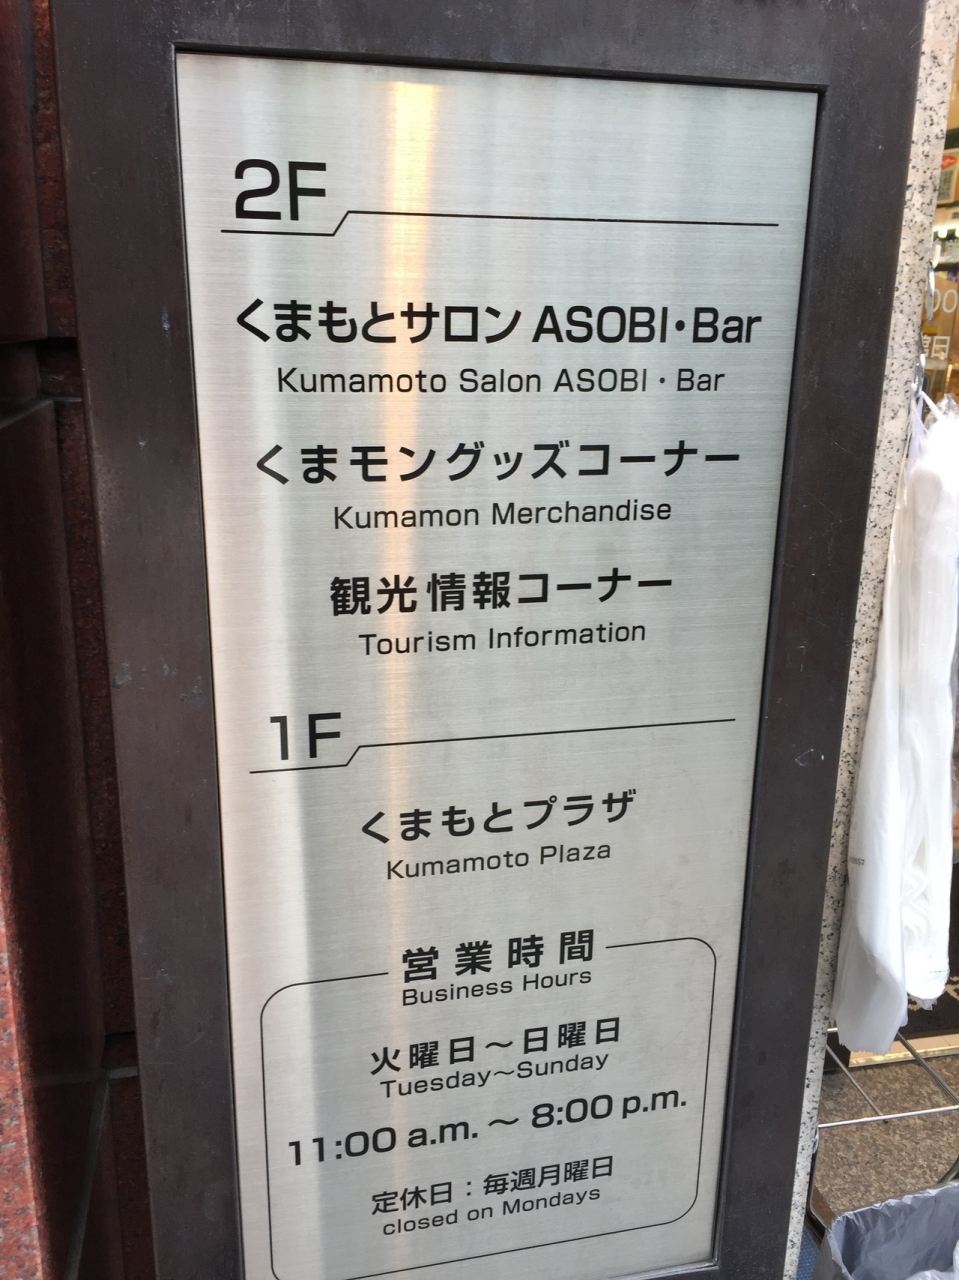 2F
くまもとサロン ASOBI・Bar
Kumamoto Salon ASOBI・Bar
くまモングッズコーナー
Kumamon Merchandise
観光情報コーナー
Tourism Information
1F
くまもとプラザ
Kumamoto Plaza
営業時間
Business Hours
火曜日～日曜日
Tuesday～Sunday
11:00 a.m. ～ 8:00 p.m.
定休日：毎週月曜日
closed on Mondays